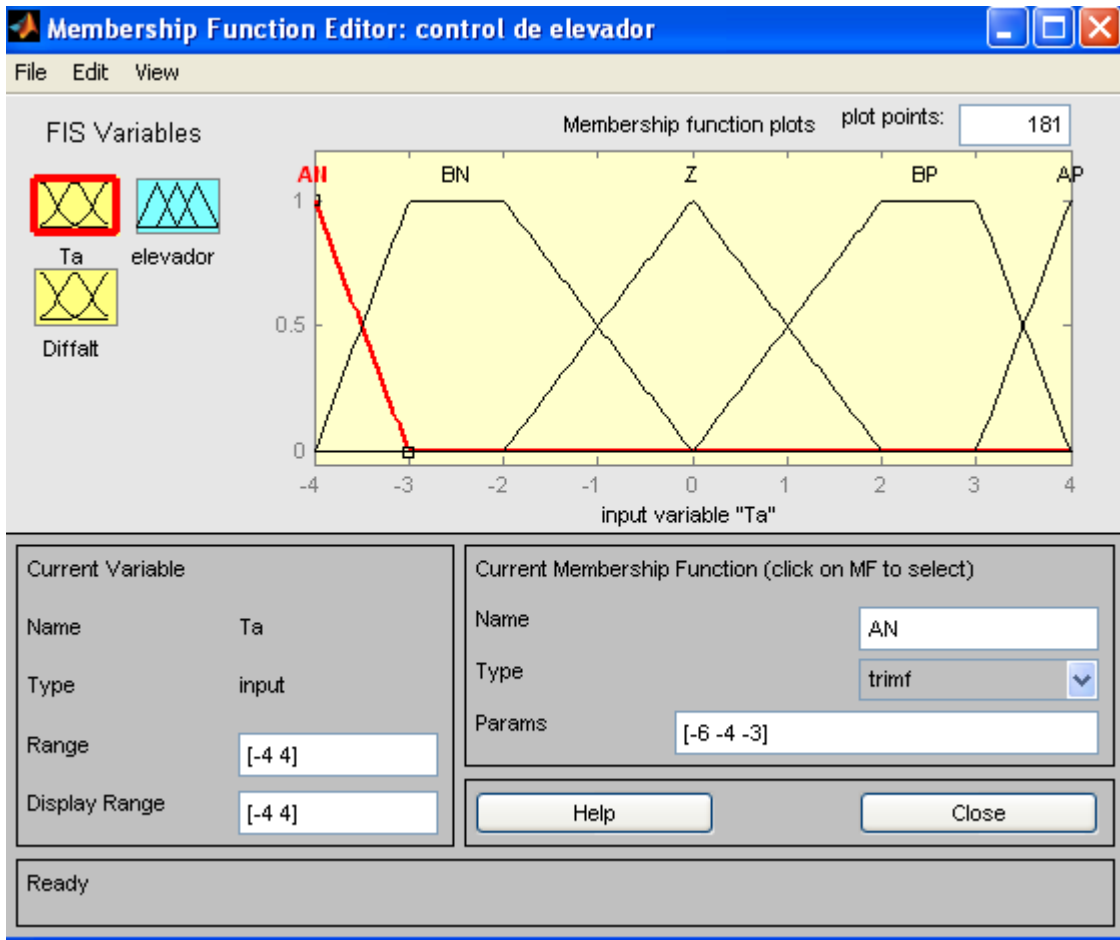 Membership Function Editor: control de elevador
File Edit View
FIS Variables
Membership function plots plot points: 181
Ta elevador
Diffalt
AN BN Z BP AP
1
0.5
0
-4 -3 -2 -1 0 1 2 3 4
input variable "Ta"
Current Variable
Name Ta
Type input
Range [-4 4]
Display Range [-4 4]
Current Membership Function (click on MF to select)
Name AN
Type trimf
Params [-6 -4 -3]
Help Close
Ready